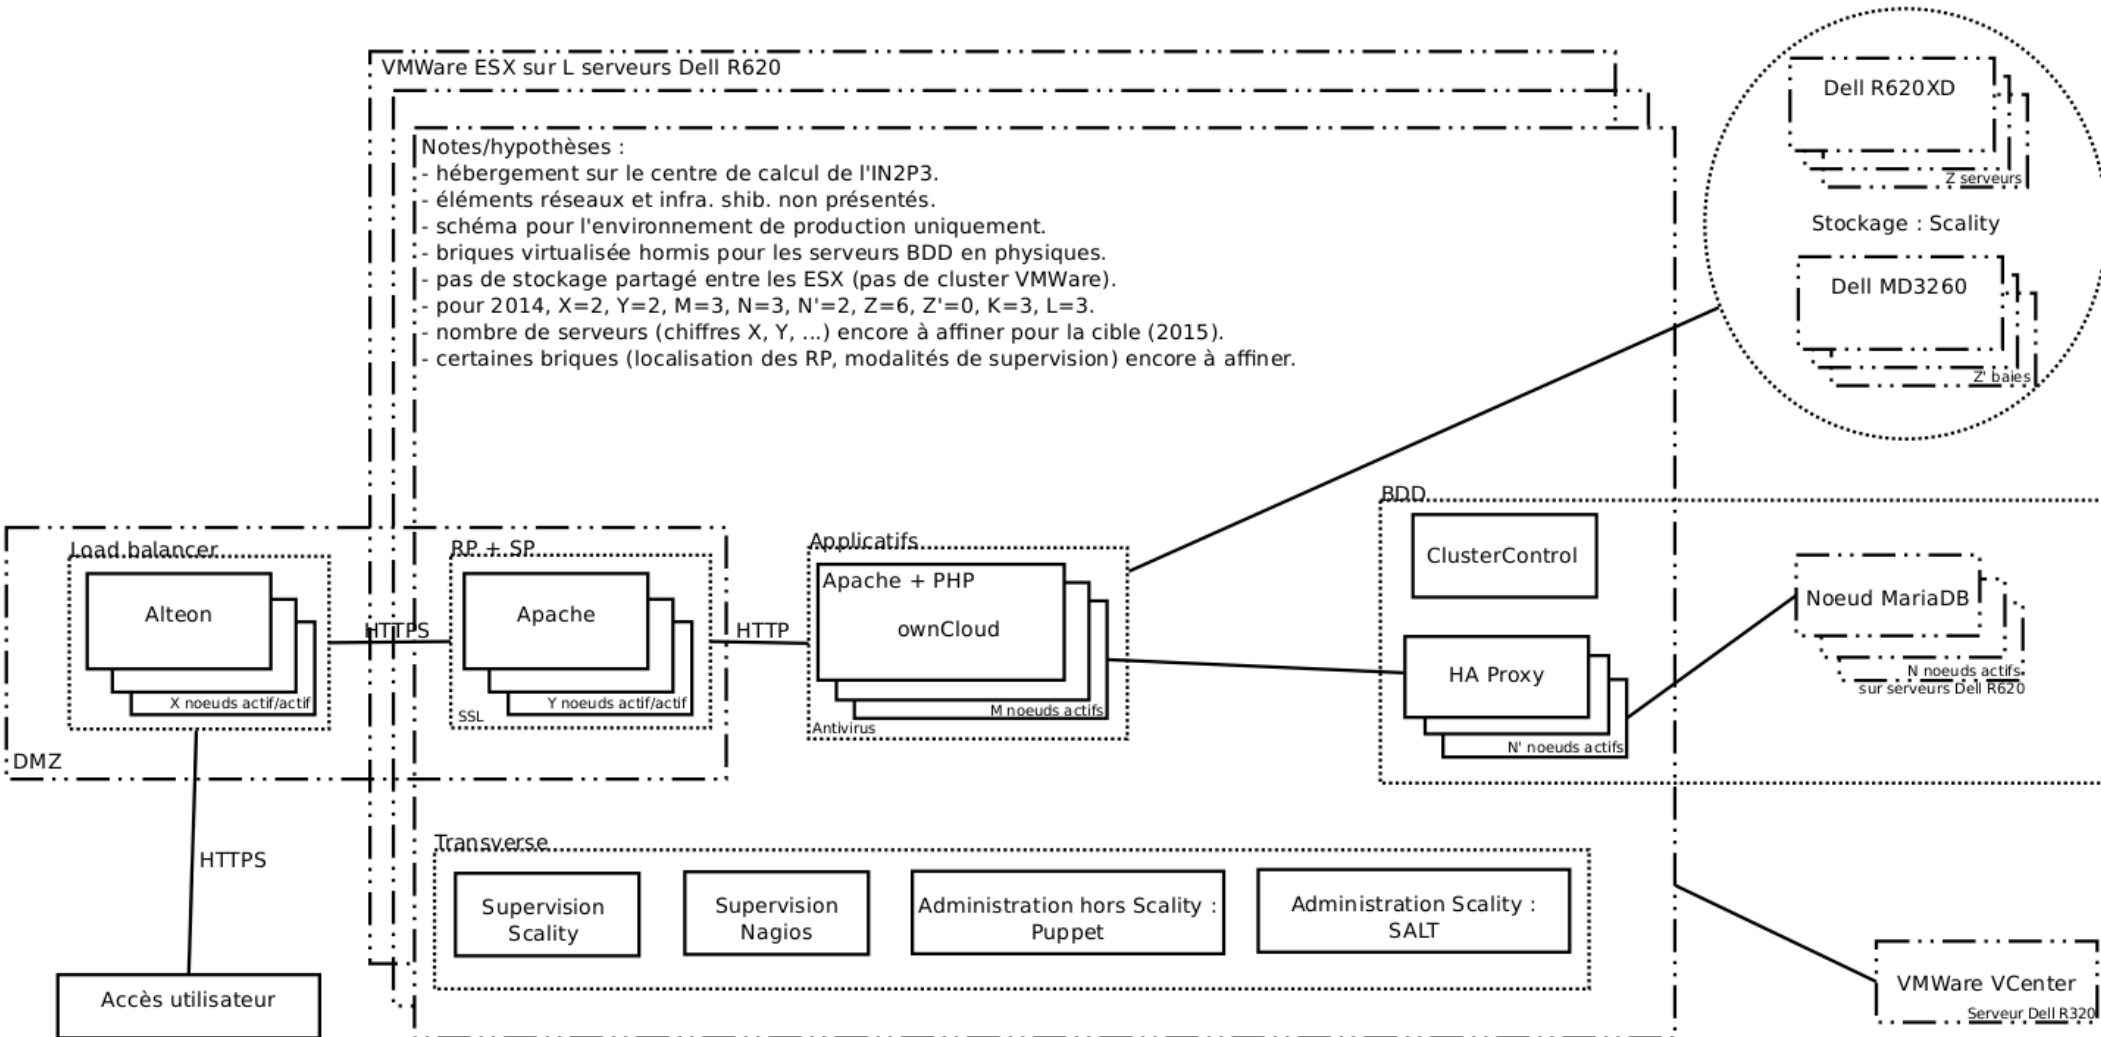 VMWare ESX sur L serveurs Dell R620
Notes/hypothèses :
- hébergement sur le centre de calcul de l'IN2P3.
- éléments réseaux et infra. shib. non présentés.
- schéma pour l'environnement de production uniquement.
- briques virtualisée hormis pour les serveurs BDD en physiques.
- pas de stockage partagé entre les ESX (pas de cluster VMWare).
- pour 2014, X=2, Y=2, M=3, N=3, N'=2, Z=6, Z'=0, K=3, L=3.
- nombre de serveurs (chiffres X, Y, ...) encore à affiner pour la cible (2015).
- certaines briques (localisation des RP, modalités de supervision) encore à affiner.
Dell R620XD
Z serveurs
Stockage : Scality
Dell MD3260
Z' baies
Load balancer
Alteon
X noeuds actif/actif
DMZ
HTTPS
RP + SP
Apache
Y noeuds actif/actif
SSL
HTTP
Applicatifs
Apache + PHP
ownCloud
M noeuds actifs
Antivirus
BDD
ClusterControl
HA Proxy
N' noeuds actifs
Noeud MariaDB
N noeuds actifs
sur serveurs Dell R620
HTTPS
Accès utilisateur
Transverse
Supervision
Scality
Supervision
Nagios
Administration hors Scality :
Puppet
Administration Scality :
SALT
VMWare VCenter
Serveur Dell R320